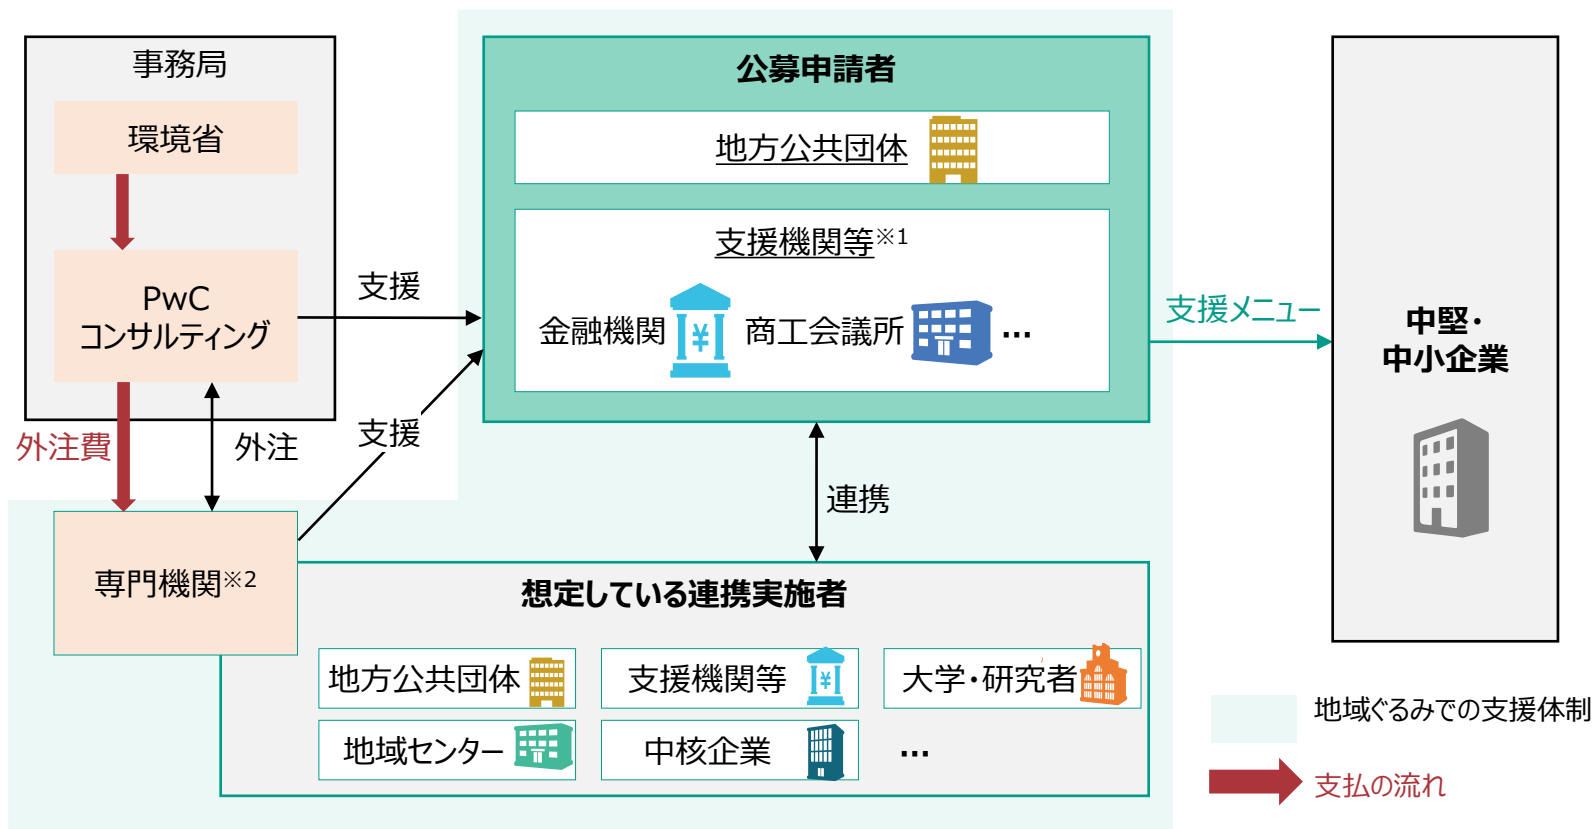 事務局
環境省
PwC
コンサルティング
外注費
外注
支援
支援
専門機関※2
公募申請者
地方公共団体
支援機関等※1
金融機関
¥
商工会議所
…
連携
想定している連携実施者
地方公共団体
支援機関等
¥
大学・研究者
地域センター
中核企業
…
支援メニュー
中堅・
中小企業
地域ぐるみでの支援体制
支払の流れ